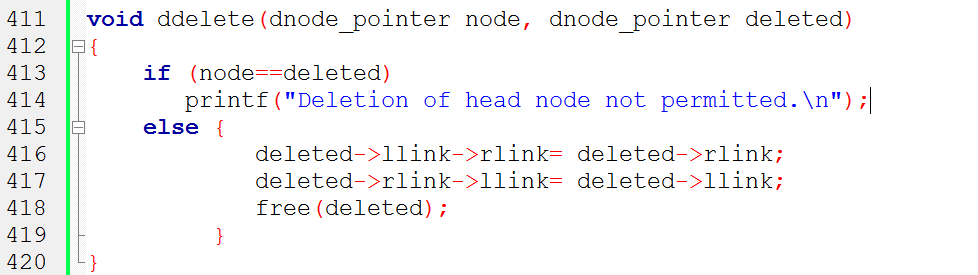 411 void ddelete(dnode_pointer node, dnode_pointer deleted)
412 {
413     if (node==deleted)
414        printf("Deletion of head node not permitted.\n");
415     else {
416             deleted->llink->rlink= deleted->rlink;
417             deleted->rlink->llink= deleted->llink;
418             free(deleted);
419          }
420 }